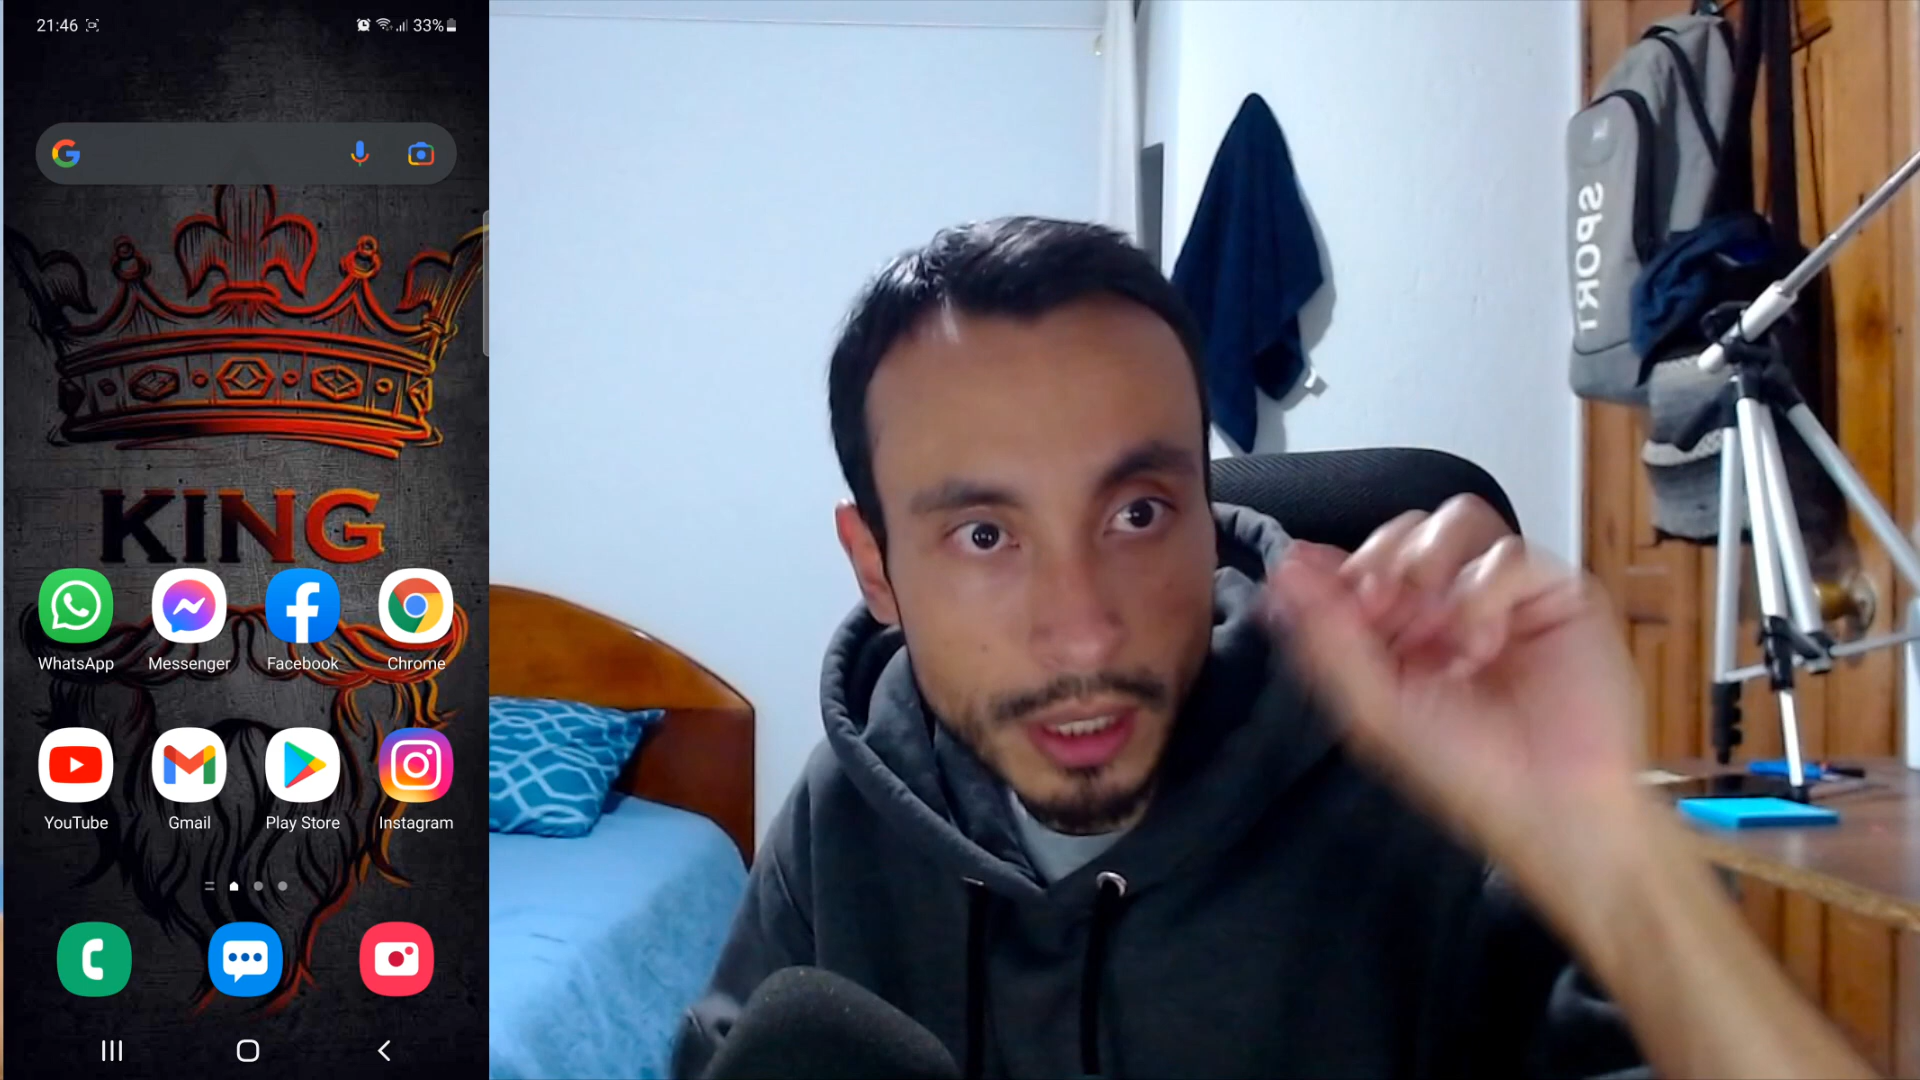 21:46 33%
KING
WhatsApp Messenger Facebook Chrome
YouTube Gmail Play Store Instagram
SPORT